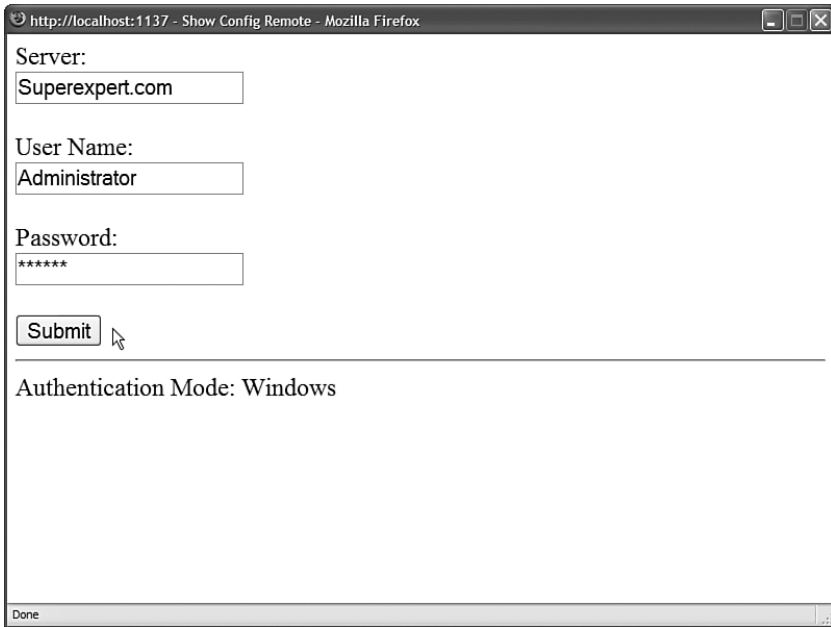 http://localhost:1137 - Show Config Remote - Mozilla Firefox
Server:
Superexpert.com
User Name:
Administrator
Password:
******
Submit
Authentication Mode: Windows
Done